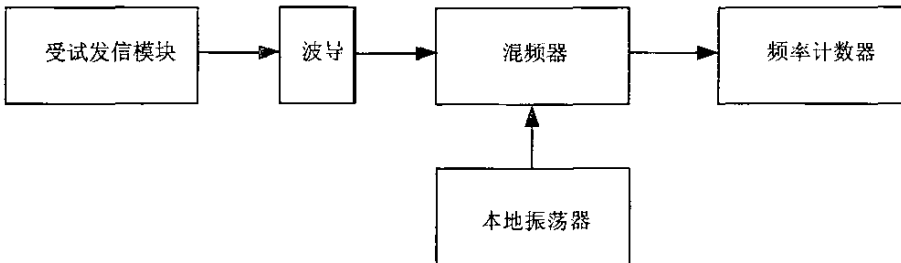 受试发信模块
波导
混频器
频率计数器
本地振荡器